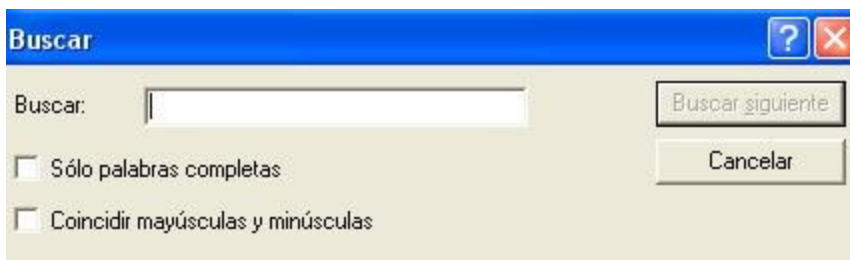 Buscar
Buscar:
Buscar siguiente
Sólo palabras completas
Cancelar
Coincidir mayúsculas y minúsculas